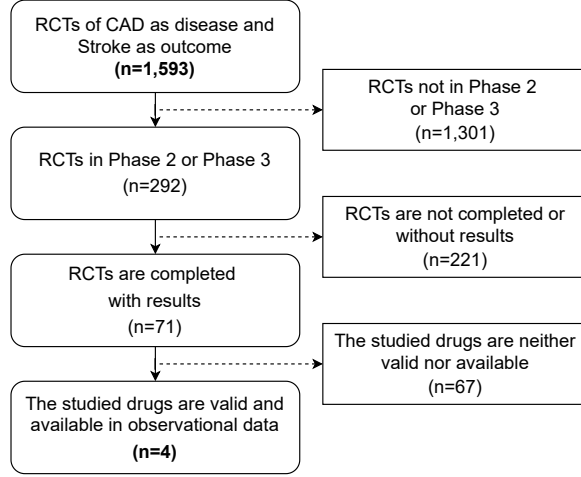 RCTs of CAD as disease and
Stroke as outcome
(n=1,593)
RCTs not in Phase 2
or Phase 3
(n=1,301)
RCTs in Phase 2 or Phase 3
(n=292)
RCTs are not completed or
without results
(n=221)
RCTs are completed
with results
(n=71)
The studied drugs are neither
valid nor available
(n=67)
The studied drugs are valid and
available in observational data
(n=4)